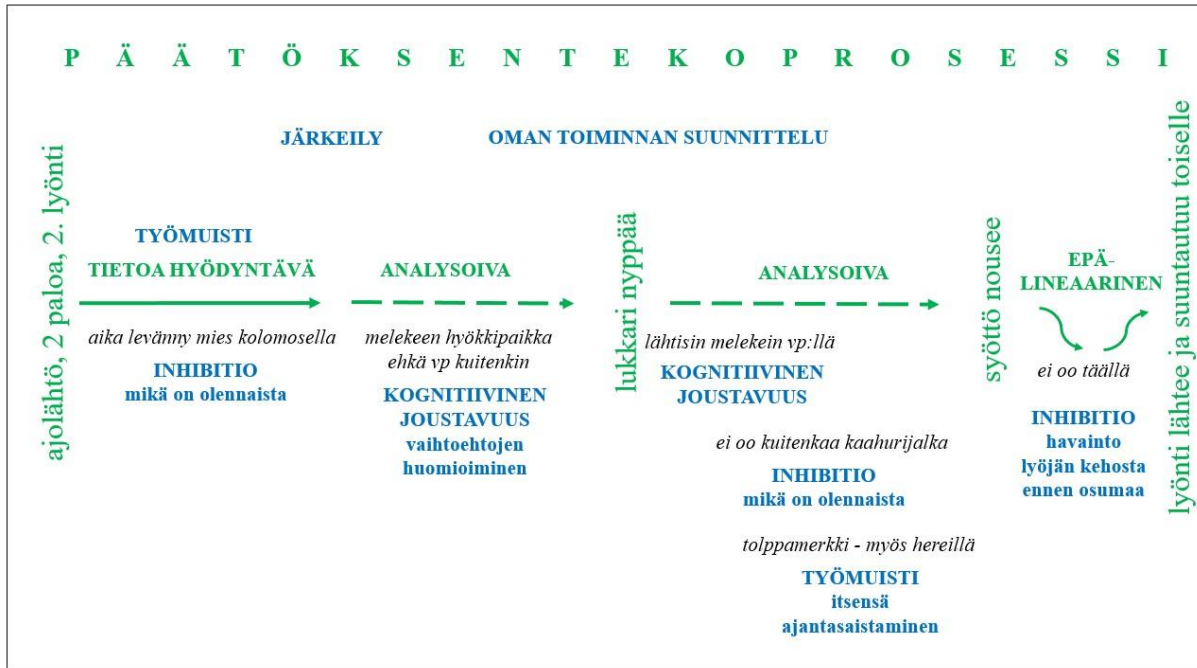 PÄÄTÖKSENTEKOPROSESSI
JÄRKEILY
OMAN TOIMINNAN SUUNNITTELU
ajolähtö, 2 paloa, 2. lyönti
TYÖMUISTI
TIETOA HYÖDYNTÄVÄ
aika levänny mies kolomosella
INHIBITIO
mikä on olennaista
ANALYSOIVA
melekeen hyökkipaikka
ehkä vp kuitenkin
KOGNITIIVINEN
JOUSTAVUUS
vaihtoehtojen
huomioiminen
lukkari nyppää
ANALYSOIVA
lähtisin melekein vp:llä
KOGNITIIVINEN
JOUSTAVUUS
ei oo kuitenkaa kaahurijalka
INHIBITIO
mikä on olennaista
tolppamerkki - myös hereillä
TYÖMUISTI
itsensä
ajantasaistaminen
syöttö nousee
EPÄ-
LINEAARINEN
ei oo täällä
INHIBITIO
havainto
lyöjän kehosta
ennen osumaa
lyönti lähtee ja suuntautuu toiselle